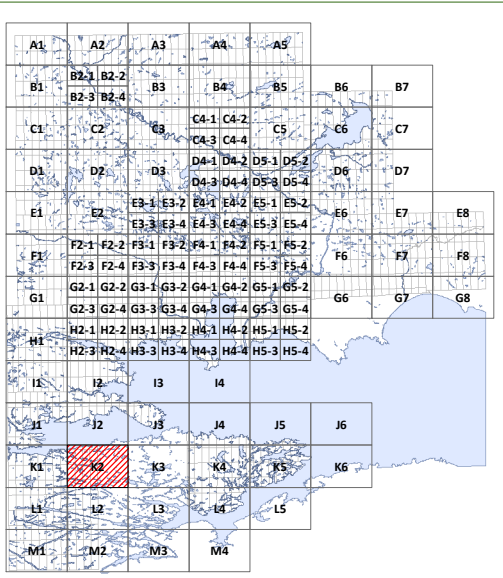 A1 A2 A3 A4 A5
B1 B2-1 B2-2 B3 B4 B5 B6 B7
B2-3 B2-4
C1 C2 C3 C4-1 C4-2 C5 C6 C7
C4-3 C4-4
D1 D2 D3 D4-1 D4-2 D5-1 D5-2 D6 D7
D4-3 D4-4 D5-3 D5-4
E1 E2 E3-1 E3-2 E4-1 E4-2 E5-1 E5-2 E6 E7 E8
E3-3 E3-4 E4-3 E4-4 E5-3 E5-4
F1 F2-1 F2-2 F3-1 F3-2 F4-1 F4-2 F5-1 F5-2 F6 F7 F8
F2-3 F2-4 F3-3 F3-4 F4-3 F4-4 F5-3 F5-4
G1 G2-1 G2-2 G3-1 G3-2 G4-1 G4-2 G5-1 G5-2 G6 G7 G8
G2-3 G2-4 G3-3 G3-4 G4-3 G4-4 G5-3 G5-4
H1 H2-1 H2-2 H3-1 H3-2 H4-1 H4-2 H5-1 H5-2
H2-3 H2-4 H3-3 H3-4 H4-3 H4-4 H5-3 H5-4
I1 I2 I3 I4
J1 J2 J3 J4 J5 J6
K1 K2 K3 K4 K5 K6
L1 L2 L3 L4 L5
M1 M2 M3 M4